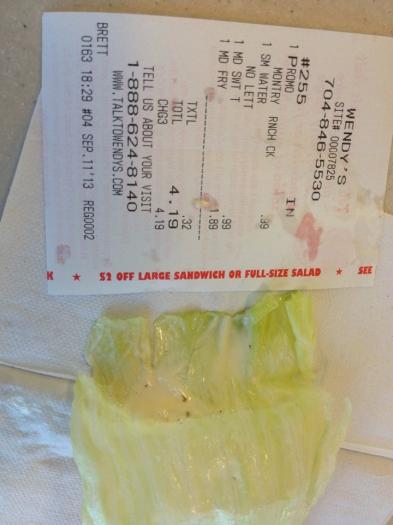 WENDY'S
SITE# 00007825
704-846-5530
#255 IN
1 PROMO
MONTRY RNCH CK .99
1 SM WATER
NO LETT
1 MD SWT T .99
1 MD FRY 1.89
TXTL .32
TOTL 4.19
CHG3 4.19
TELL US ABOUT YOUR VISIT
1-888-624-8140
WWW.TALKTOWENDYS.COM
BRETT
0163 18:29 #04 SEP.11'13 REG0002
K ★ $2 OFF LARGE SANDWICH OR FULL-SIZE SALAD ★ SEE